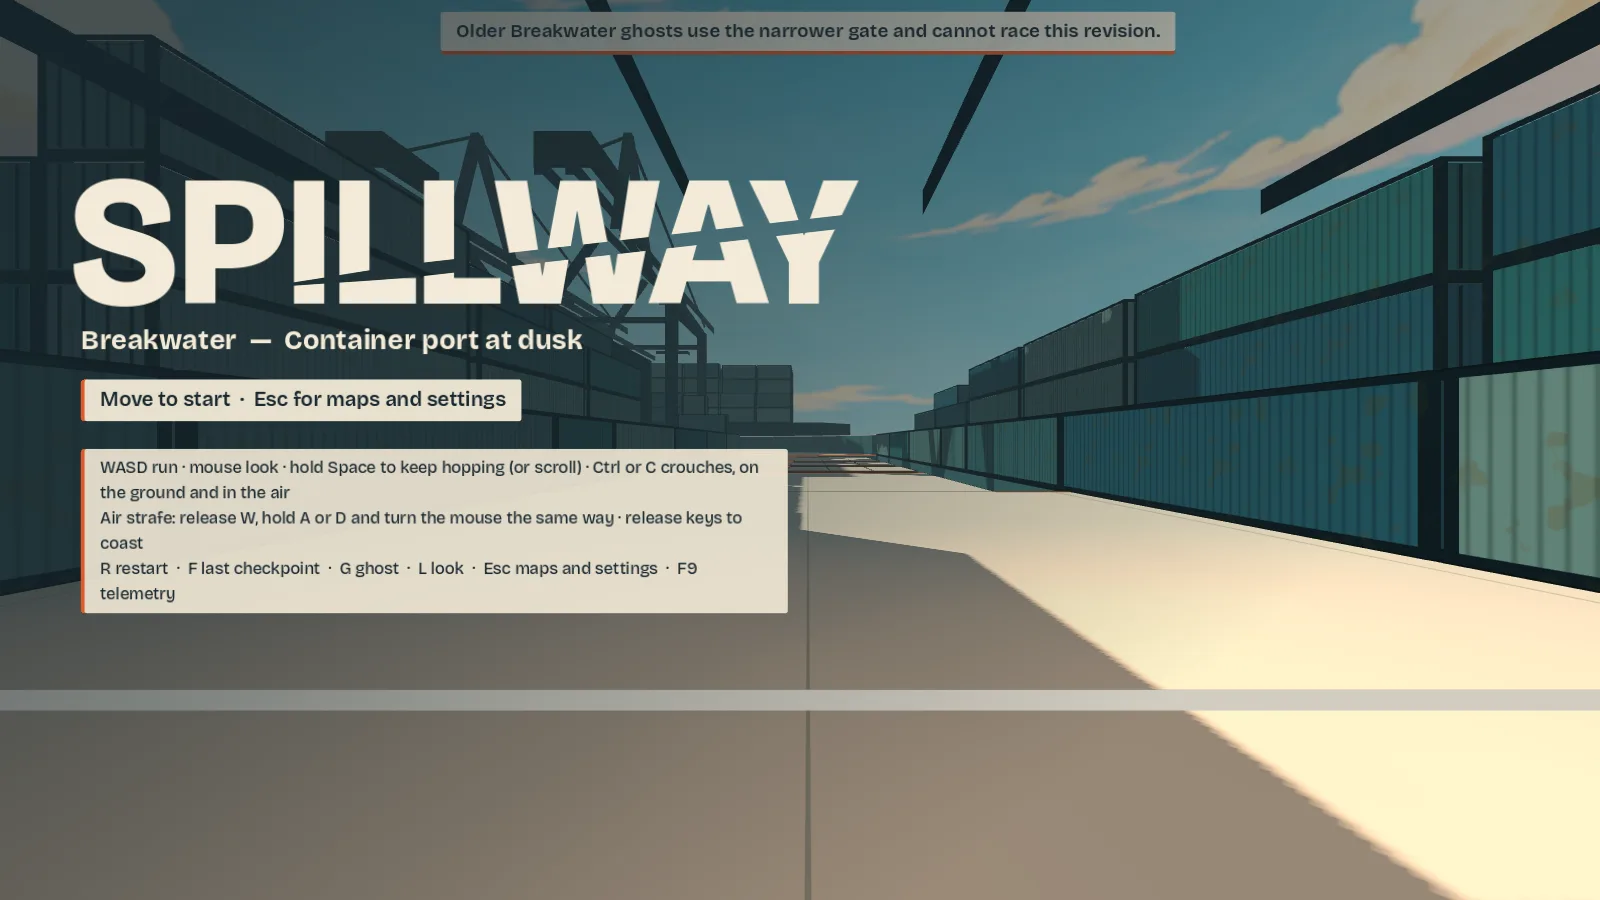 Older Breakwater ghosts use the narrower gate and cannot race this revision.
SPILLWAY
Breakwater — Container port at dusk
Move to start · Esc for maps and settings
WASD run · mouse look · hold Space to keep hopping (or scroll) · Ctrl or C crouches, on
the ground and in the air
Air strafe: release W, hold A or D and turn the mouse the same way · release keys to
coast
R restart · F last checkpoint · G ghost · L look · Esc maps and settings · F9
telemetry